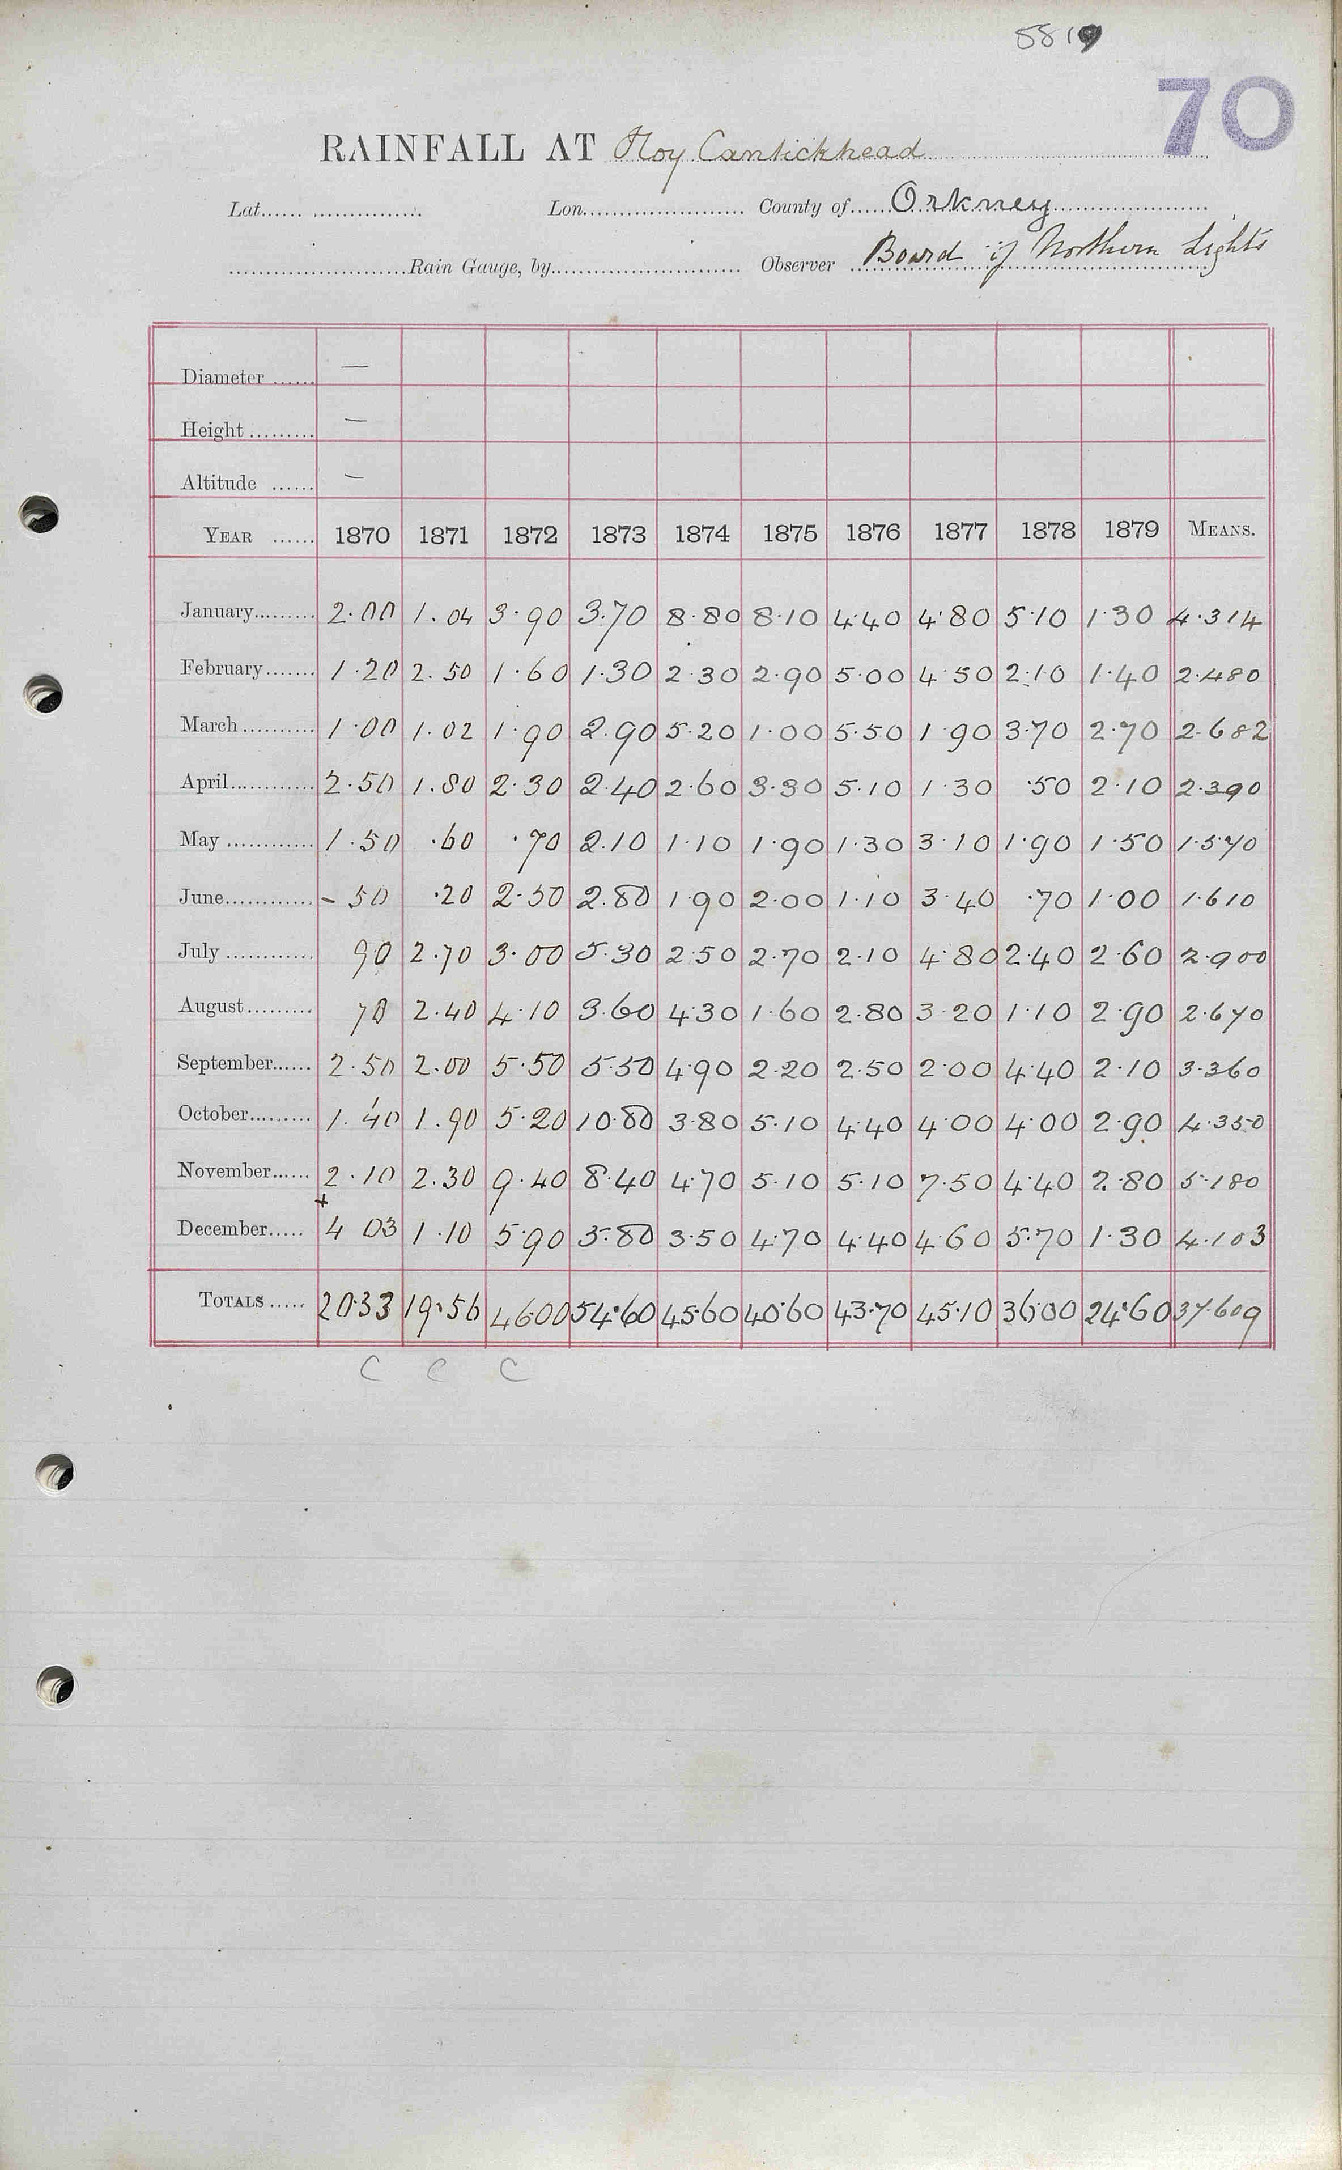 5819
70
RAINFALL AT Hoy Cantickhead
Lat. Lon. County of Orkney
Rain Gauge, by Observer Board of Northern Lights
Diameter —
Height —
Altitude —
YEAR 1870 1871 1872 1873 1874 1875 1876 1877 1878 1879 MEANS.
January 2.00 1.04 3.90 3.70 8.80 8.10 4.40 4.80 5.10 1.30 4.314
February 1.20 2.50 1.60 1.30 2.30 2.90 5.00 4.50 2.10 1.40 2.480
March 1.00 1.02 1.90 2.90 5.20 1.00 5.50 1.90 3.70 2.70 2.682
April 2.50 1.80 2.30 2.40 2.60 3.30 5.10 1.30 .50 2.10 2.390
May 1.50 .60 .70 2.10 1.10 1.90 1.30 3.10 1.90 1.50 1.570
June - 50 .20 2.50 2.80 1.90 2.00 1.10 3.40 .70 1.00 1.610
July 90 2.70 3.00 5.30 2.50 2.70 2.10 4.80 2.40 2.60 2.900
August 70 2.40 4.10 3.60 4.30 1.60 2.80 3.20 1.10 2.90 2.670
September 2.50 2.00 5.50 5.50 4.90 2.20 2.50 2.00 4.40 2.10 3.360
October 1.40 1.90 5.20 10.80 3.80 5.10 4.40 4.00 4.00 2.90 4.350
November 2.10 2.30 9.40 8.40 4.70 5.10 5.10 7.50 4.40 2.80 5.180
+
December 4 03 1.10 5.90 5.80 3.50 4.70 4.40 4.60 5.70 1.30 4.103
TOTALS 20.33 19.56 46.00 54.60 45.60 40.60 43.70 45.10 36.00 24.60 37.609
C C C